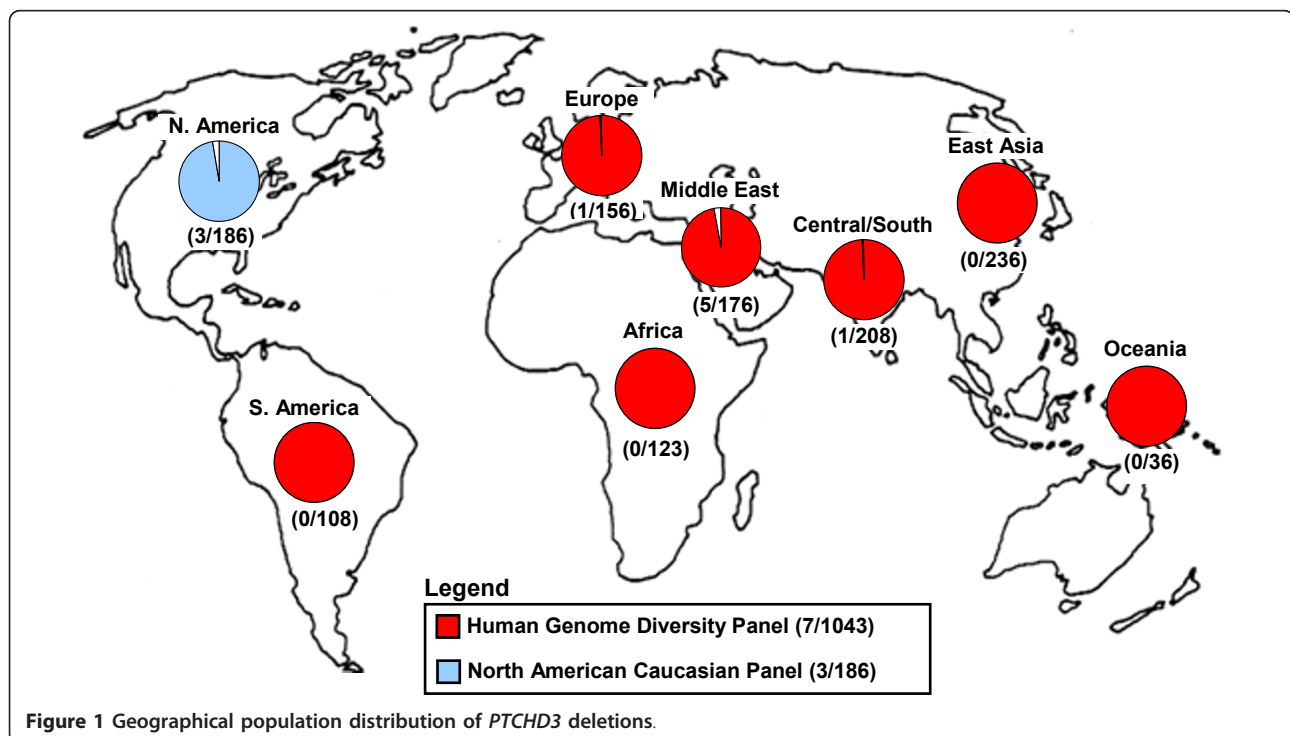 N. America
(3/186)
Europe
(1/156)
Middle East
(5/176)
Central/South
(1/208)
East Asia
(0/236)
Africa
(0/123)
Oceania
(0/36)
S. America
(0/108)
Legend
Human Genome Diversity Panel (7/1043)
North American Caucasian Panel (3/186)
Figure 1 Geographical population distribution of PTCHD3 deletions.